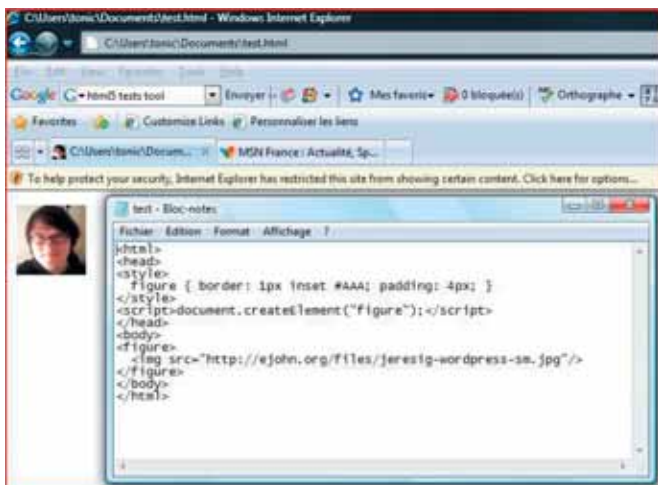 C:\Users\tonic\Documents\test.html - Windows Internet Explorer
C:\Users\tonic\Documents\test.html
Google G html5 tests tool Envoyer Mes favoris 0 bloquée(s) Orthographe
Favorites Customize Links Personnaliser les liens
C:\Users\tonic\Docum... MSN France : Actualité, Sp...
To help protect your security, Internet Explorer has restricted this site from showing certain content. Click here for options...
test - Bloc-notes
Fichier Edition Format Affichage ?
<html>
<head>
<style>
figure { border: 1px inset #AAA; padding: 4px; }
</style>
<script>document.createElement("figure");</script>
</head>
<body>
<figure>
<img src="http://ejohn.org/files/jeresig-wordpress-sm.jpg"/>
</figure>
</body>
</html>